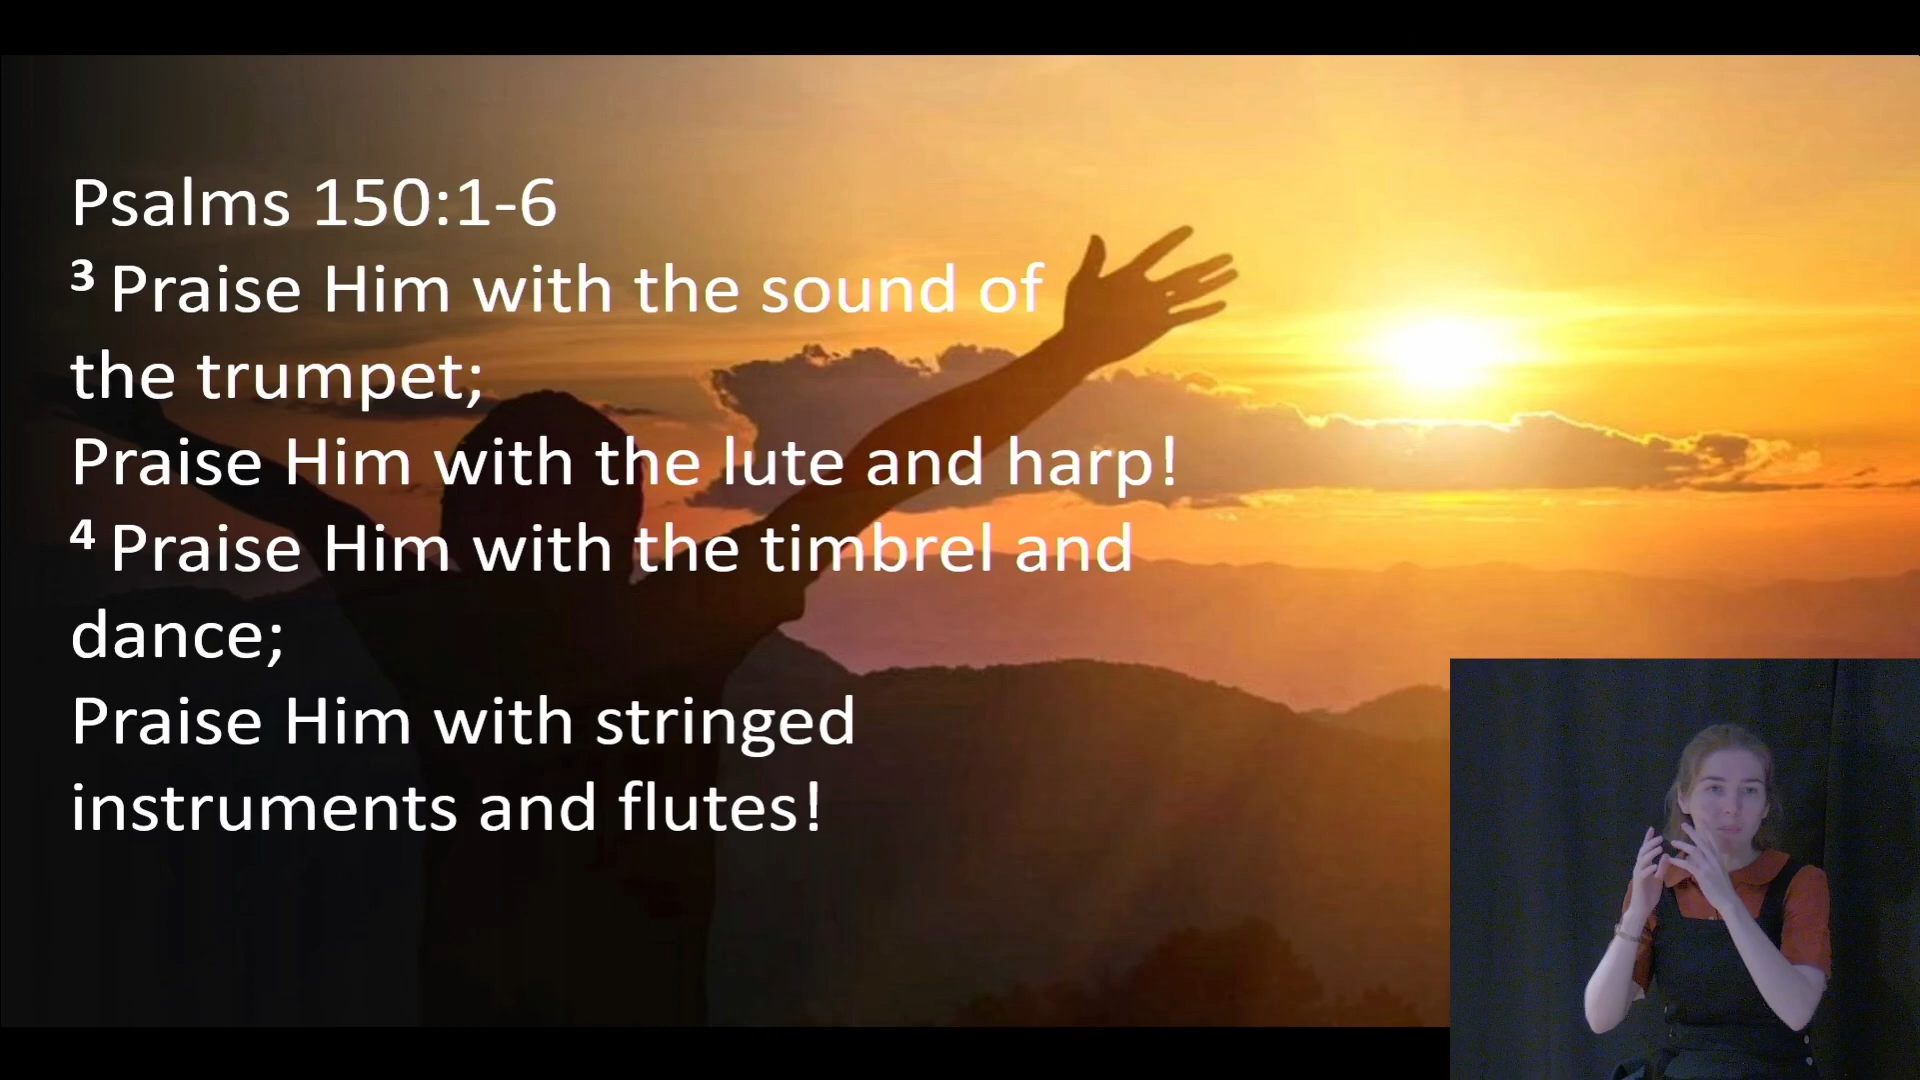 Psalms 150:1-6
3 Praise Him with the sound of
the trumpet;
Praise Him with the lute and harp!
4 Praise Him with the timbrel and
dance;
Praise Him with stringed
instruments and flutes!